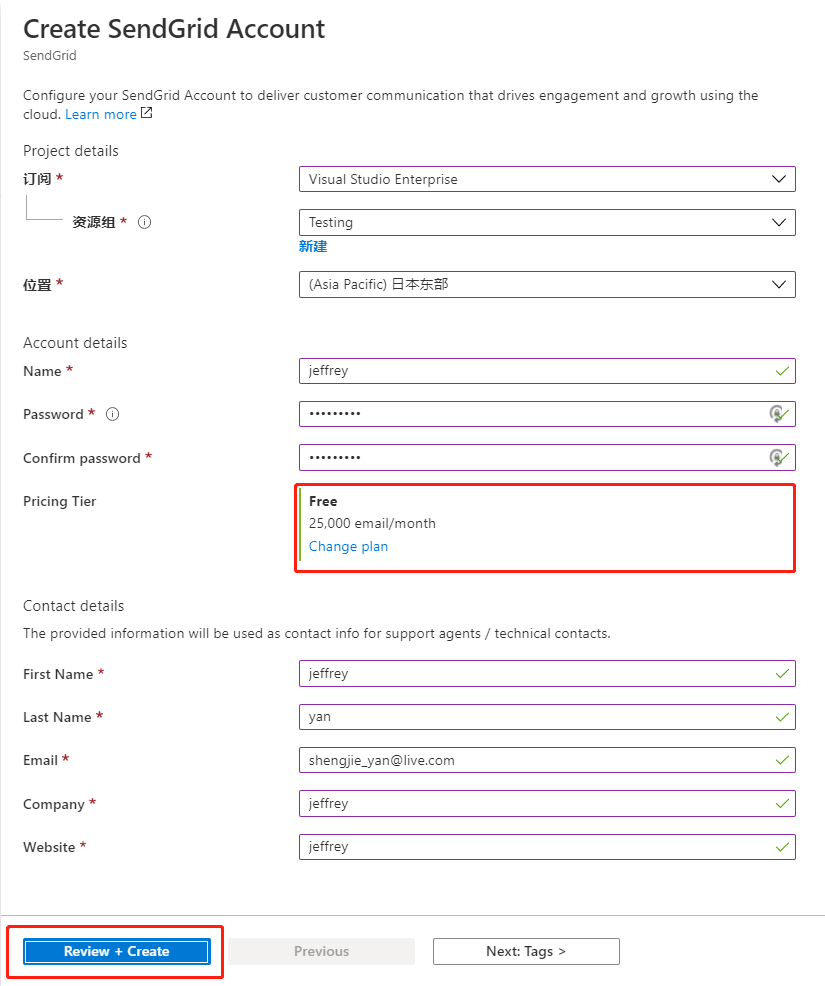 Create SendGrid Account
SendGrid
Configure your SendGrid Account to deliver customer communication that drives engagement and growth using the
cloud. Learn more
Project details
订阅 *
Visual Studio Enterprise
资源组 *
Testing
新建
位置 *
(Asia Pacific) 日本东部
Account details
Name *
jeffrey
Password *
•••••••••
Confirm password *
•••••••••
Pricing Tier
Free
25,000 email/month
Change plan
Contact details
The provided information will be used as contact info for support agents / technical contacts.
First Name *
jeffrey
Last Name *
yan
Email *
shengjie_yan@live.com
Company *
jeffrey
Website *
jeffrey
Review + Create
Previous
Next: Tags >